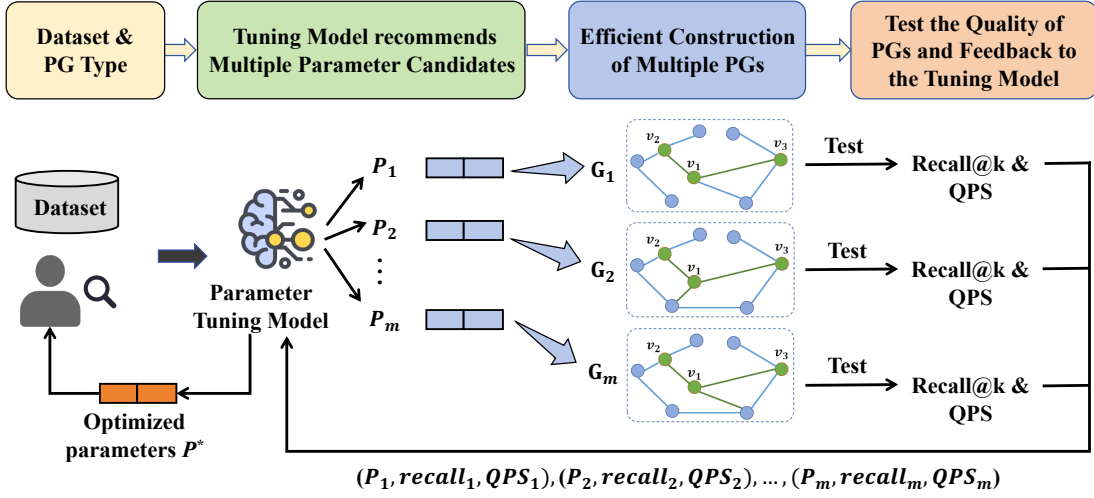 Dataset &
PG Type
Tuning Model recommends
Multiple Parameter Candidates
Efficient Construction
of Multiple PGs
Test the Quality of
PGs and Feedback to
the Tuning Model
Dataset
Parameter
Tuning Model
Optimized
parameters P*
P₁
P₂
⋮
Pₘ
G₁
v₂
v₁
v₃
Test
Recall@k &
QPS
G₂
v₂
v₁
v₃
Test
Recall@k &
QPS
Gₘ
v₂
v₁
v₃
Test
Recall@k &
QPS
(P₁, recall₁, QPS₁), (P₂, recall₂, QPS₂), … , (Pₘ, recallₘ, QPSₘ)